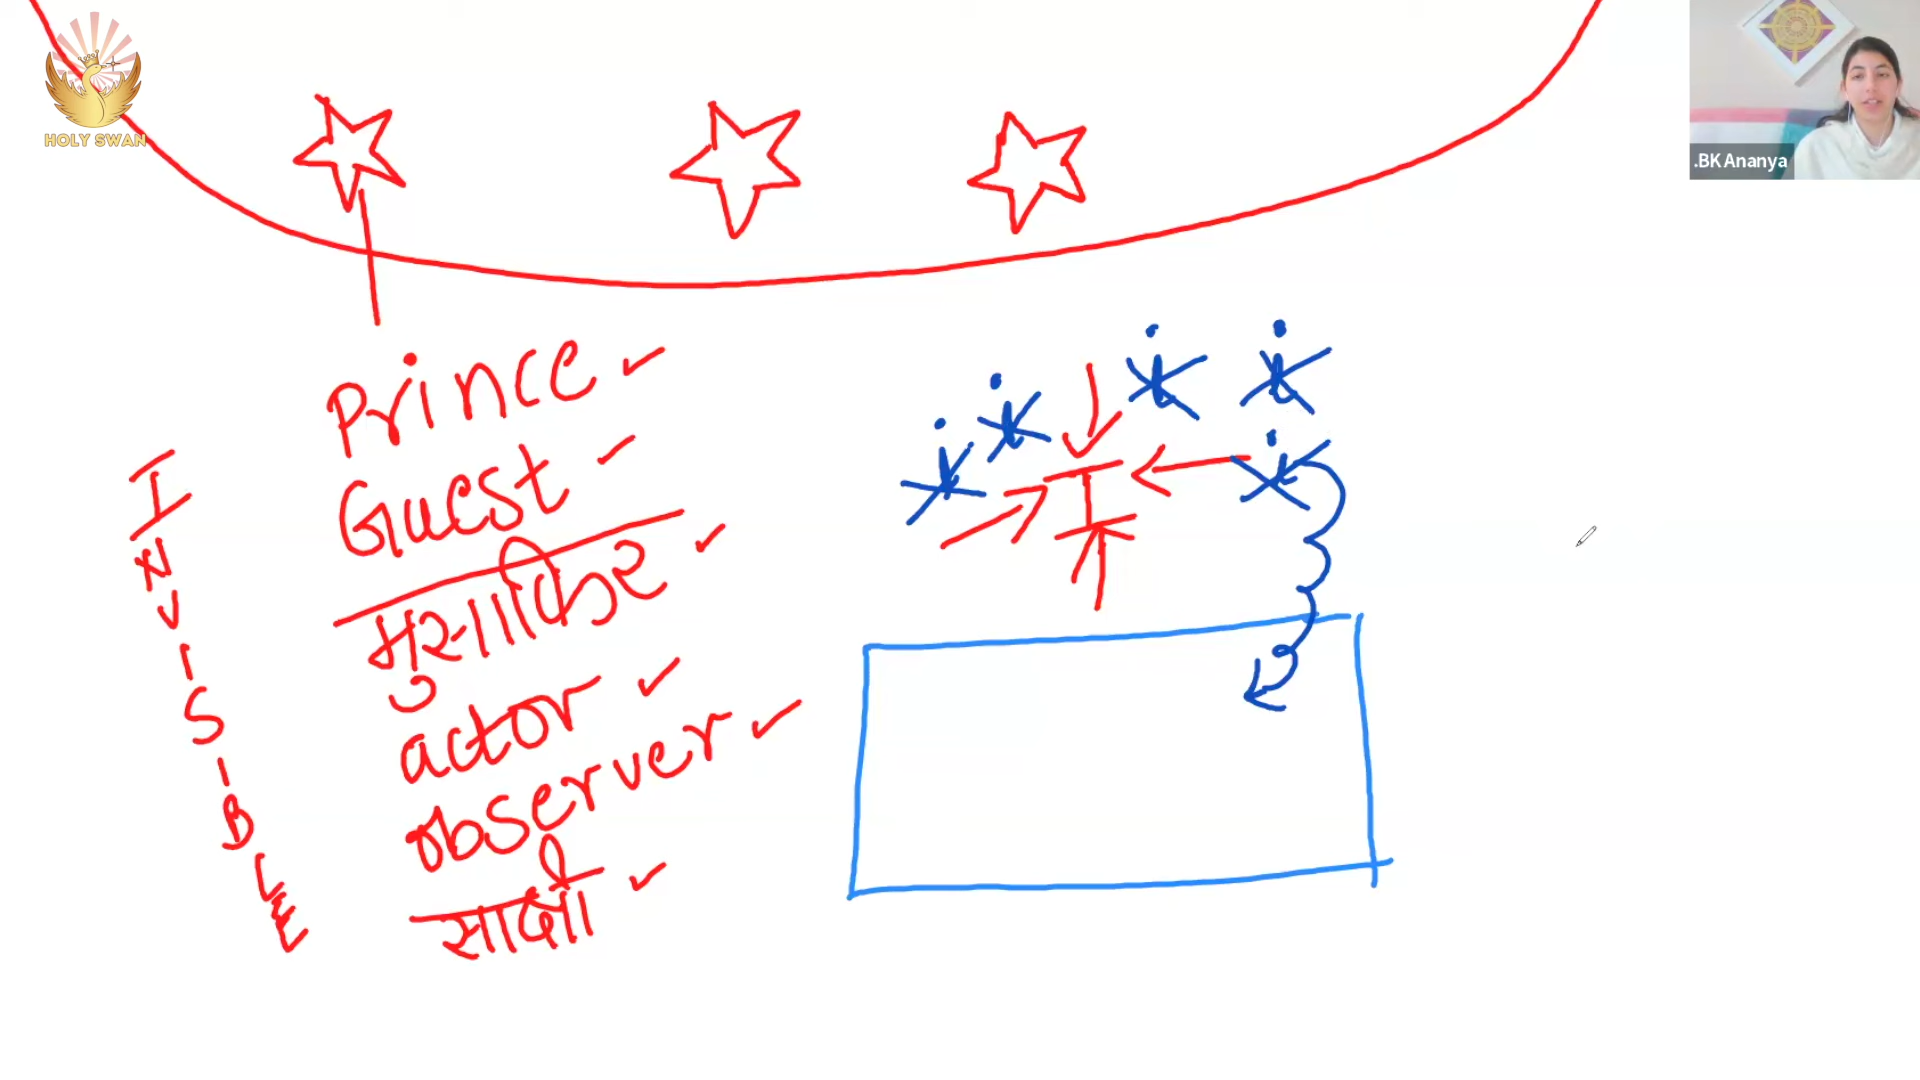 HOLY SWAN
.BK Ananya
Prince
Guest
मुसाफिर
actor
observer
साक्षी
I
INVISIBLE